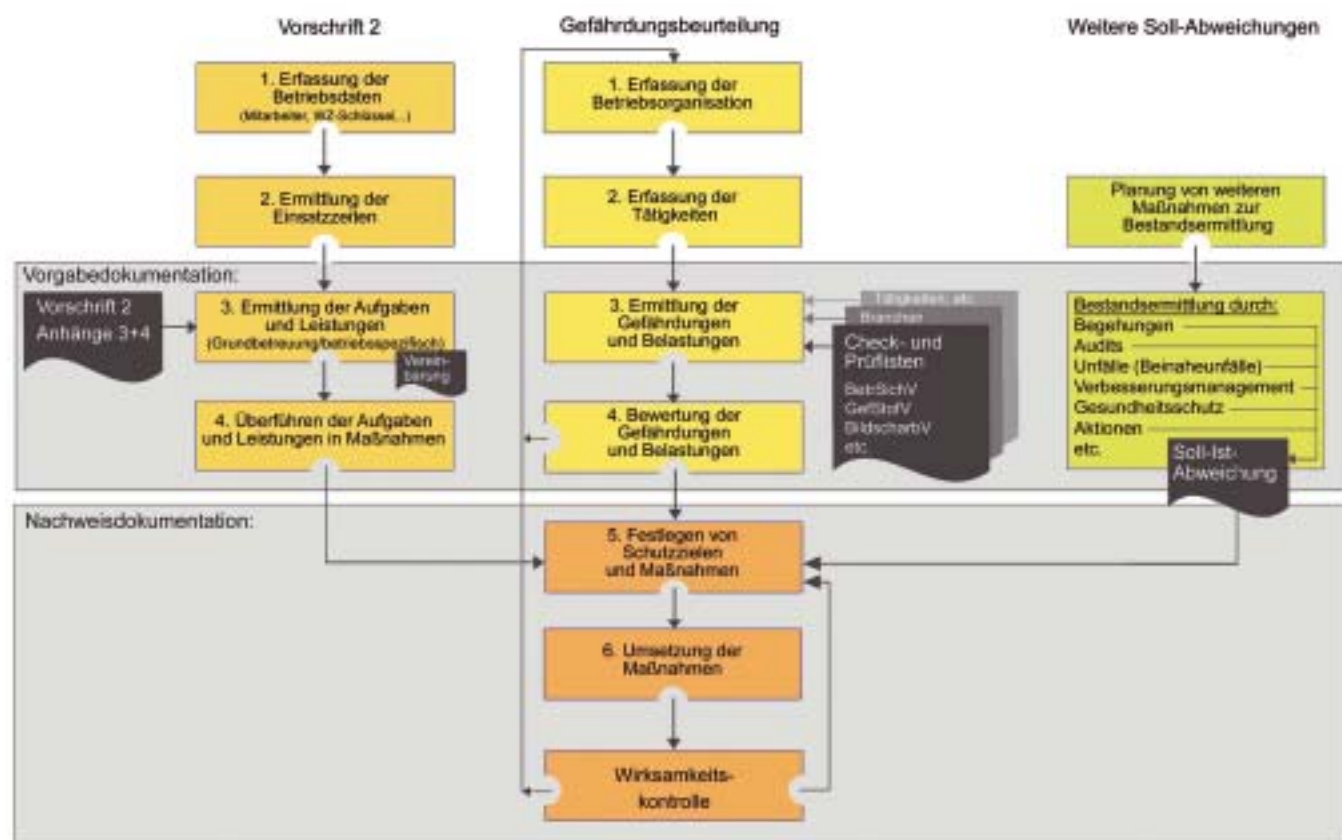 Vorschrift 2
Gefährdungsbeurteilung
Weitere Soll-Abweichungen
1. Erfassung der
Betriebsdaten
(Mitarbeiter, WZ-Schlüssel,..)
2. Ermittlung der
Einsatzzeiten
1. Erfassung der
Betriebsorganisation
2. Erfassung der
Tätigkeiten
Planung von weiteren
Maßnahmen zur
Bestandsermittlung
Vorgabedokumentation:
Vorschrift 2
Anhänge 3+4
3. Ermittlung der Aufgaben
und Leistungen
(Grundbetreuung/betriebsspezifisch)
Verein-
barung
4. Überführen der Aufgaben
und Leistungen in Maßnahmen
3. Ermittlung der
Gefährdungen
und Belastungen
4. Bewertung der
Gefährdungen
und Belastungen
Tätigkeiten, etc.
Branchen
Check- und
Prüflisten
BetrSichV
GefStofV
BildscharbV
etc.
Bestandsermittlung durch:
Begehungen
Audits
Unfälle (Beinaheunfälle)
Verbesserungsmanagement
Gesundheitsschutz
Aktionen
etc.
Soll-Ist-
Abweichung
Nachweisdokumentation:
5. Festlegen von
Schutzzielen
und Maßnahmen
6. Umsetzung der
Maßnahmen
Wirksamkeits-
kontrolle